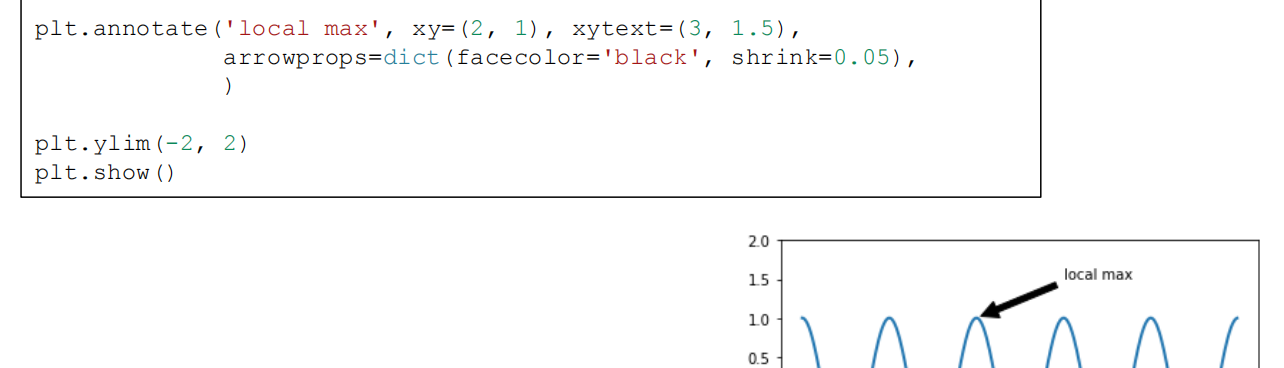 plt.annotate('local max', xy=(2, 1), xytext=(3, 1.5),
             arrowprops=dict(facecolor='black', shrink=0.05),
             )
plt.ylim(-2, 2)
plt.show()
2.0
local max
1.5
1.0
0.5